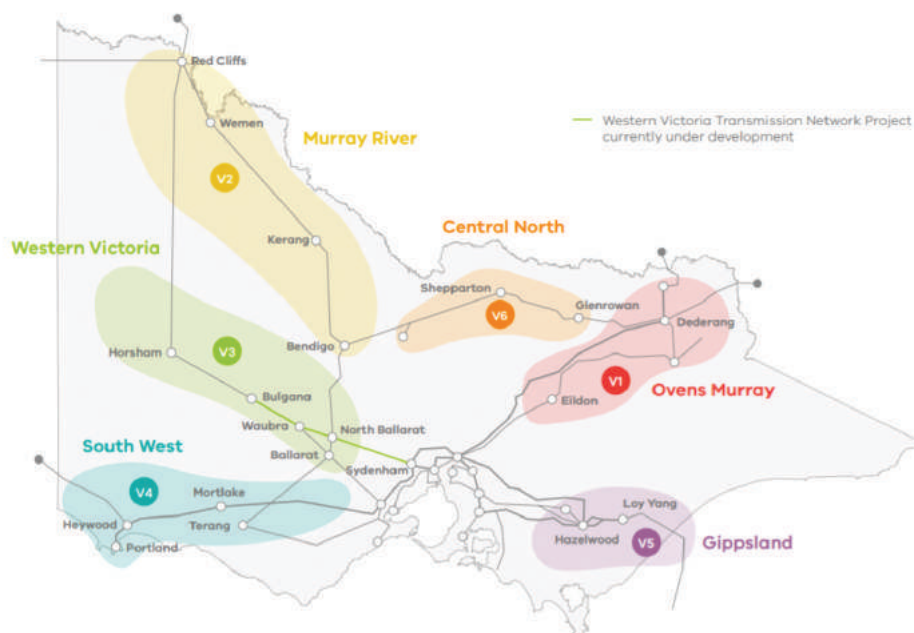 Red Cliffs
Wemen
Western Victoria Transmission Network Project
currently under development
Murray River
V2
Central North
Western Victoria
Kerang
Shepparton
Glenrowan
V6
Dederang
Horsham
V3
Bendigo
V1
Ovens Murray
Bulgana
Eildon
Waubra
North Ballarat
South West
Ballarat
Sydenham
V4
Mortlake
Loy Yang
Heywood
Terang
Hazelwood
V5
Gippsland
Portland